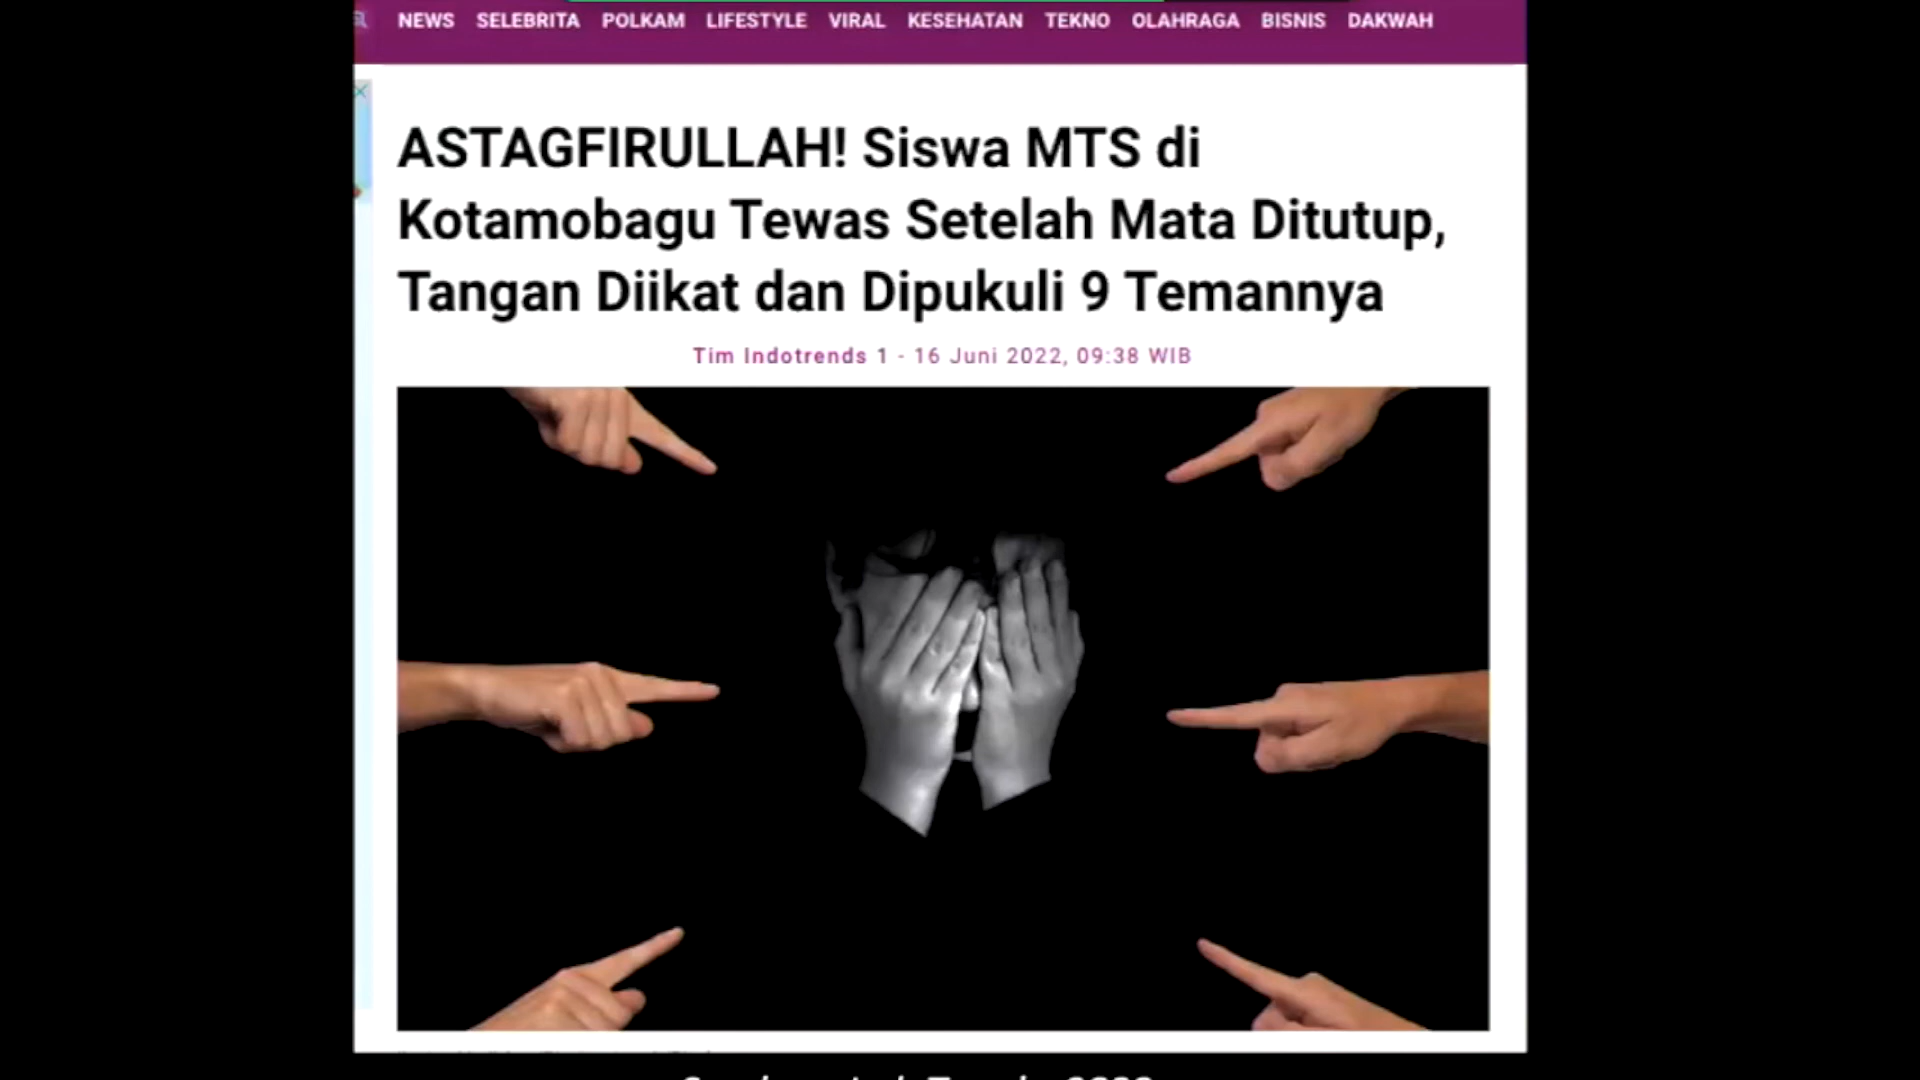 NEWS SELEBRITA POLKAM LIFESTYLE VIRAL KESEHATAN TEKNO OLAHRAGA BISNIS DAKWAH
ASTAGFIRULLAH! Siswa MTS di
Kotamobagu Tewas Setelah Mata Ditutup,
Tangan Diikat dan Dipukuli 9 Temannya
Tim Indotrends 1 - 16 Juni 2022, 09:38 WIB